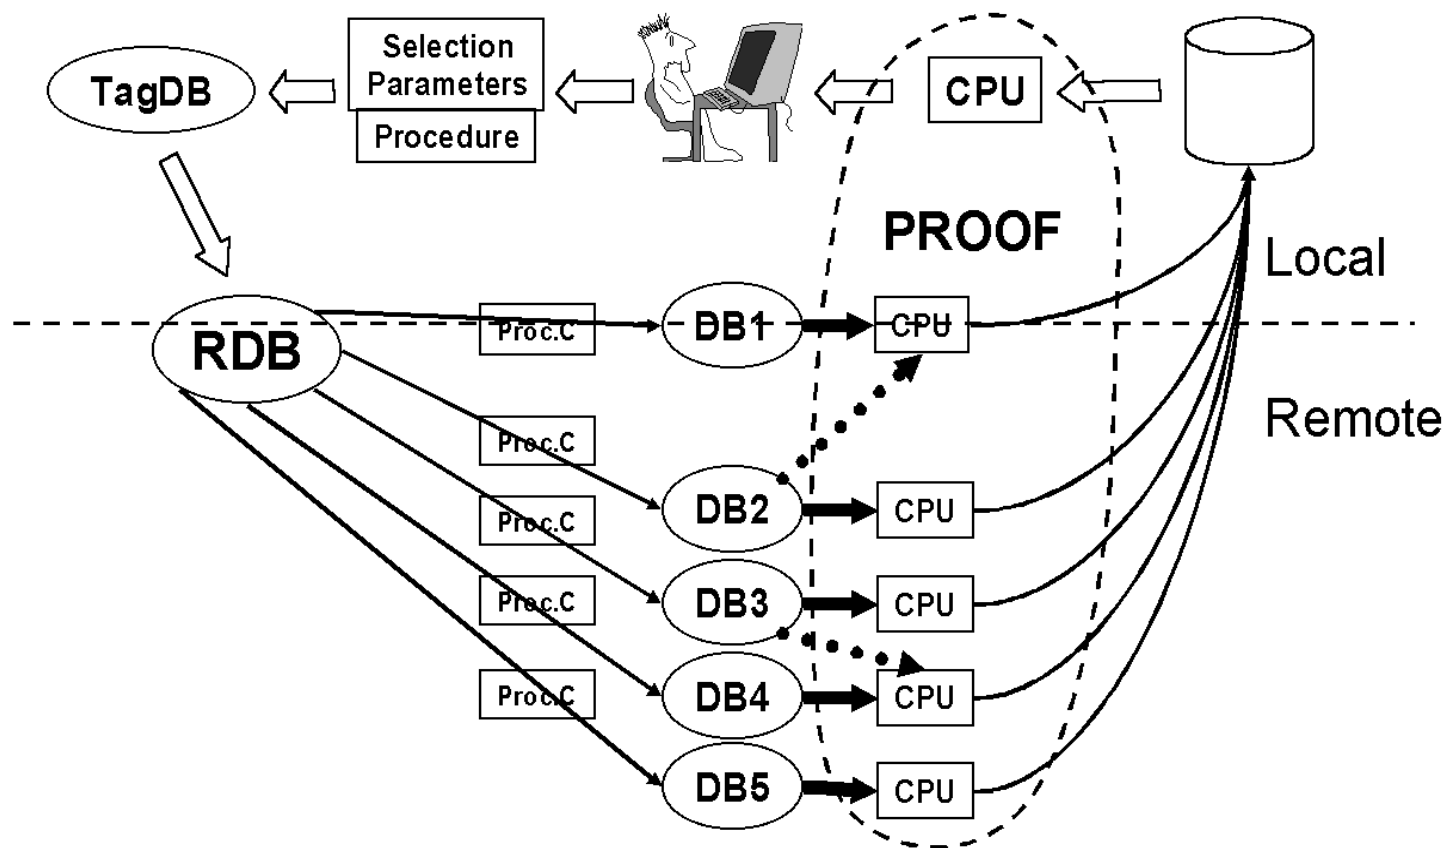 TagDB
Selection
Parameters
Procedure
CPU
PROOF
Local
RDB
Proc.C
DB1
CPU
Remote
Proc.C
DB2
CPU
Proc.C
DB3
CPU
Proc.C
DB4
CPU
Proc.C
DB5
CPU